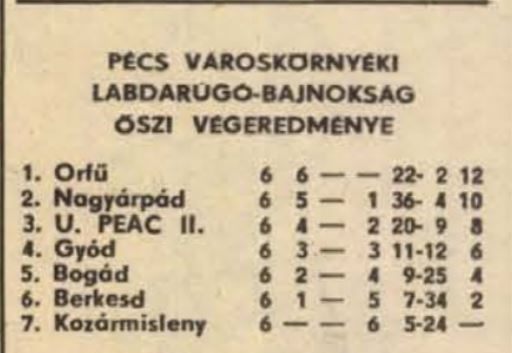 PÉCS VÁROSKÖRNYÉKI
LABDARÚGÓ-BAJNOKSÁG
ŐSZI VÉGEREDMÉNYE
1. Orfű 6 6 — — 22- 2 12
2. Nagyárpád 6 5 — 1 36- 4 10
3. U. PEAC II. 6 4 — 2 20- 9 8
4. Gyód 6 3 — 3 11-12 6
5. Bogád 6 2 — 4 9-25 4
6. Berkesd 6 1 — 5 7-34 2
7. Kozármisleny 6 — — 6 5-24 —